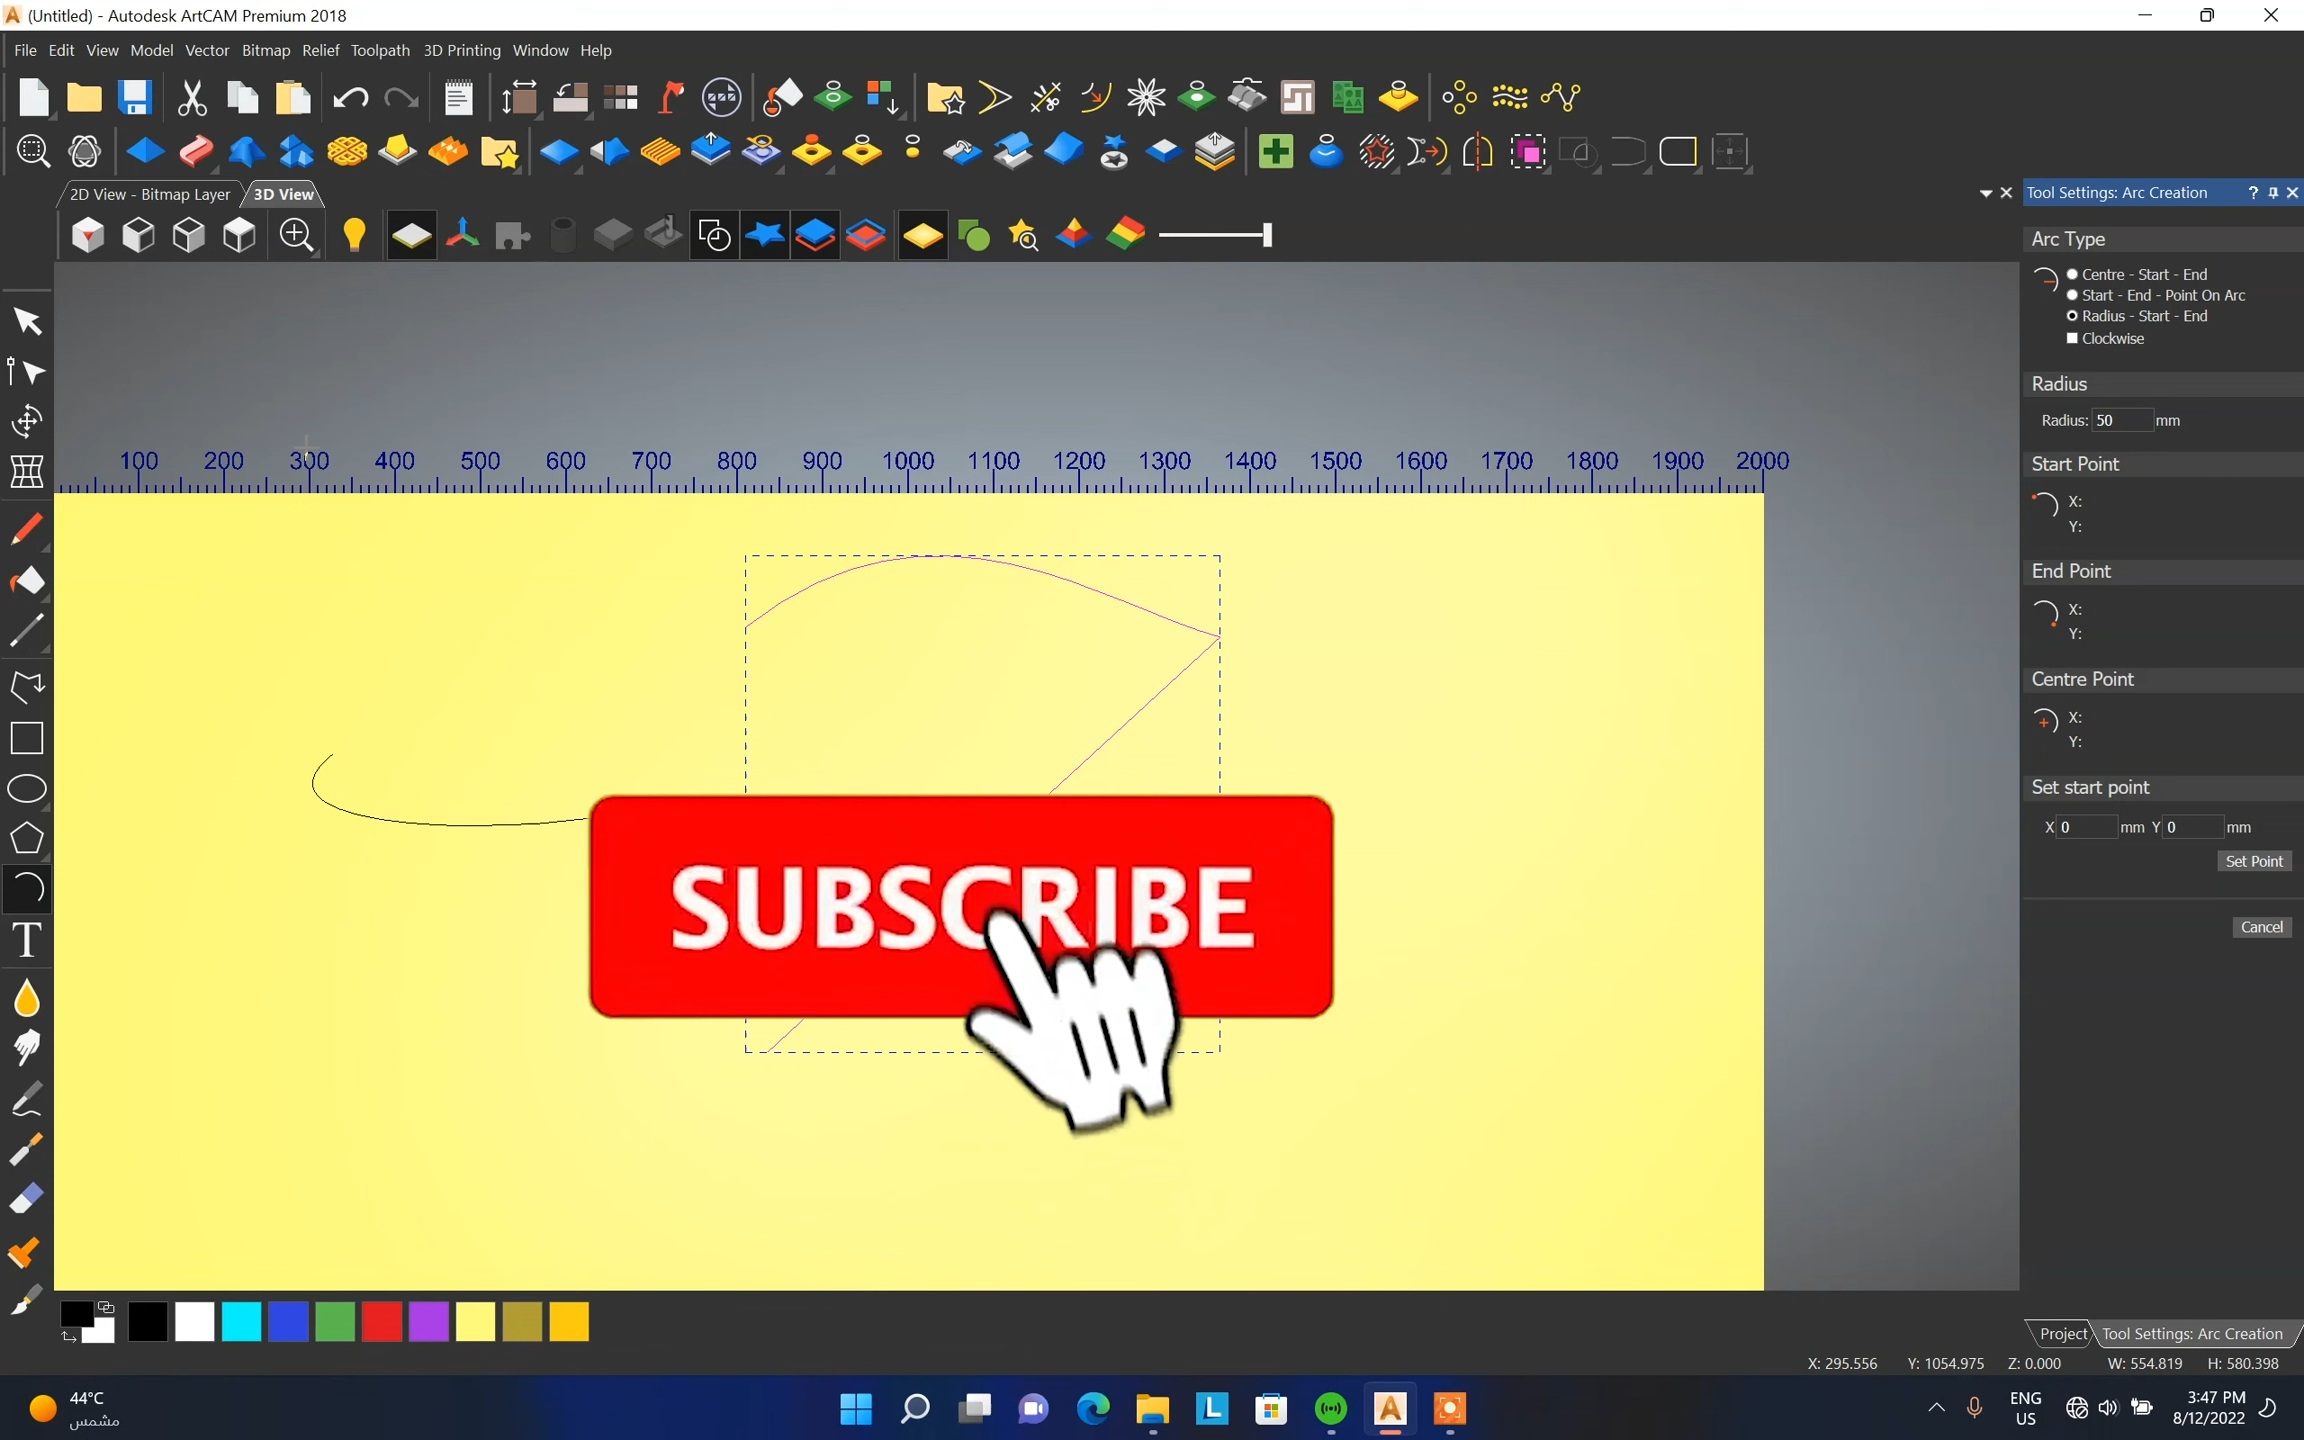 (Untitled) - Autodesk ArtCAM Premium 2018
File Edit View Model Vector Bitmap Relief Toolpath 3D Printing Window Help
2D View - Bitmap Layer 3D View
Tool Settings: Arc Creation
Arc Type
Centre - Start - End
Start - End - Point On Arc
Radius - Start - End
Clockwise
Radius
Radius: 50 mm
Start Point
X:
Y:
End Point
X:
Y:
Centre Point
X:
Y:
Set start point
X 0 mm Y 0 mm
Set Point
Cancel
100 200 300 400 500 600 700 800 900 1000 1100 1200 1300 1400 1500 1600 1700 1800 1900 2000
SUBSCRIBE
T
Project Tool Settings: Arc Creation
X: 295.556 Y: 1054.975 Z: 0.000 W: 554.819 H: 580.398
44°C
مشمس
L
A
ENG
US
3:47 PM
8/12/2022